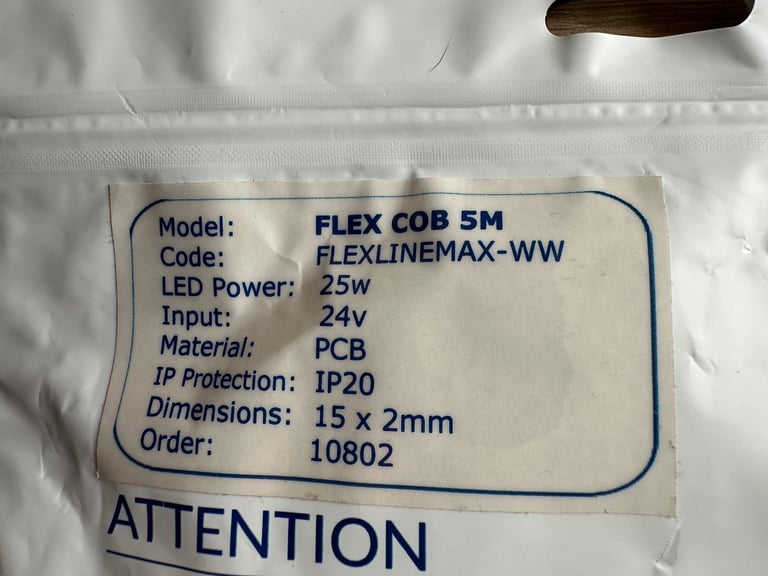 Model: FLEX COB 5M
Code: FLEXLINEMAX-WW
LED Power: 25w
Input: 24v
Material: PCB
IP Protection: IP20
Dimensions: 15 x 2mm
Order: 10802
ATTENTION